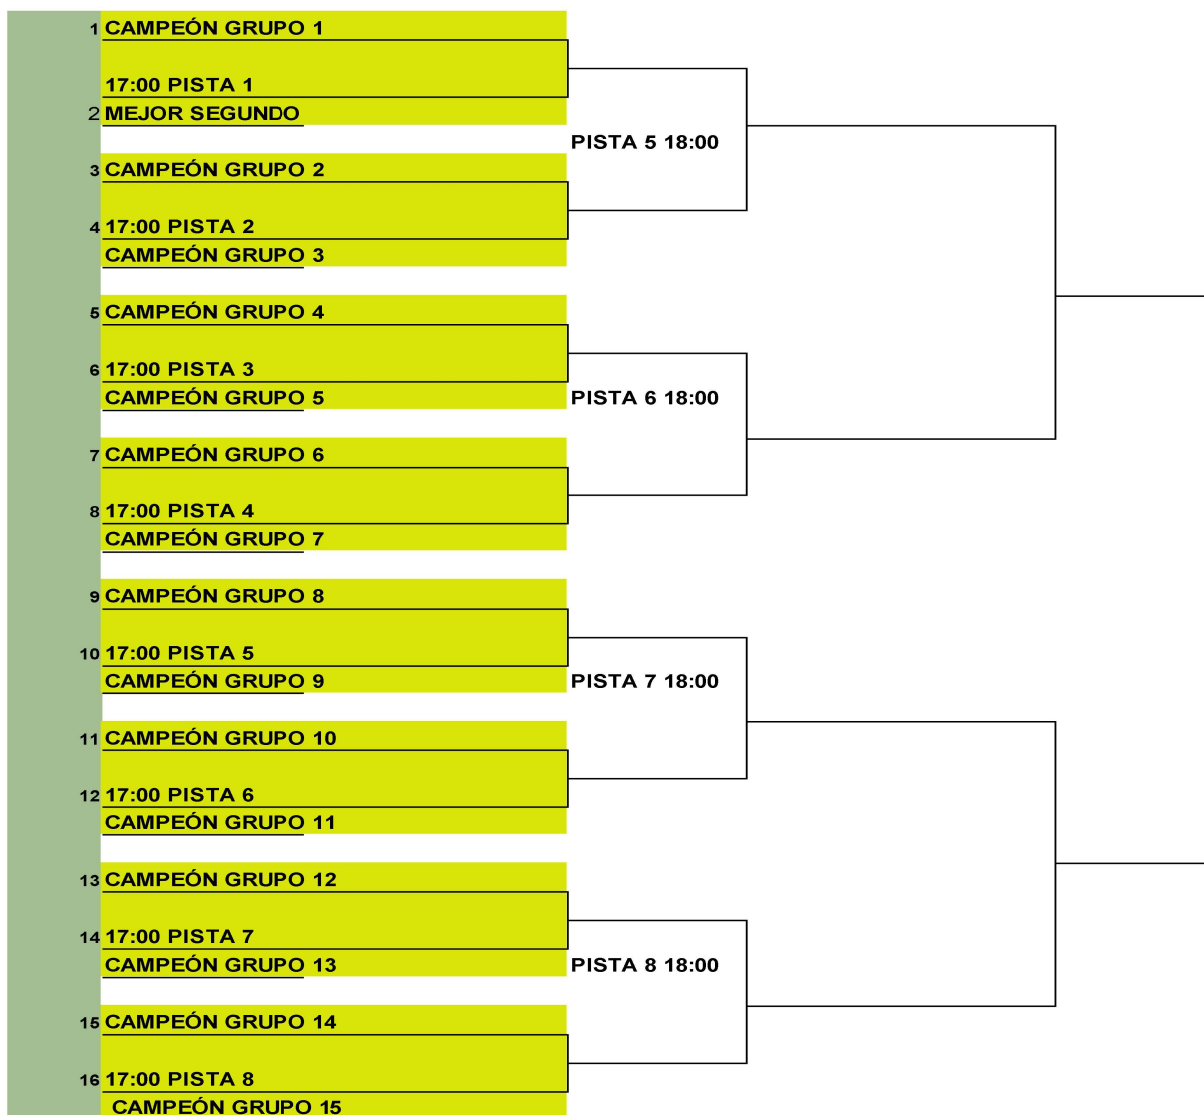 1 CAMPEÓN GRUPO 1
17:00 PISTA 1
2 MEJOR SEGUNDO
PISTA 5 18:00
3 CAMPEÓN GRUPO 2
4 17:00 PISTA 2
CAMPEÓN GRUPO 3
5 CAMPEÓN GRUPO 4
6 17:00 PISTA 3
CAMPEÓN GRUPO 5
PISTA 6 18:00
7 CAMPEÓN GRUPO 6
8 17:00 PISTA 4
CAMPEÓN GRUPO 7
9 CAMPEÓN GRUPO 8
10 17:00 PISTA 5
CAMPEÓN GRUPO 9
PISTA 7 18:00
11 CAMPEÓN GRUPO 10
12 17:00 PISTA 6
CAMPEÓN GRUPO 11
13 CAMPEÓN GRUPO 12
14 17:00 PISTA 7
CAMPEÓN GRUPO 13
PISTA 8 18:00
15 CAMPEÓN GRUPO 14
16 17:00 PISTA 8
CAMPEÓN GRUPO 15